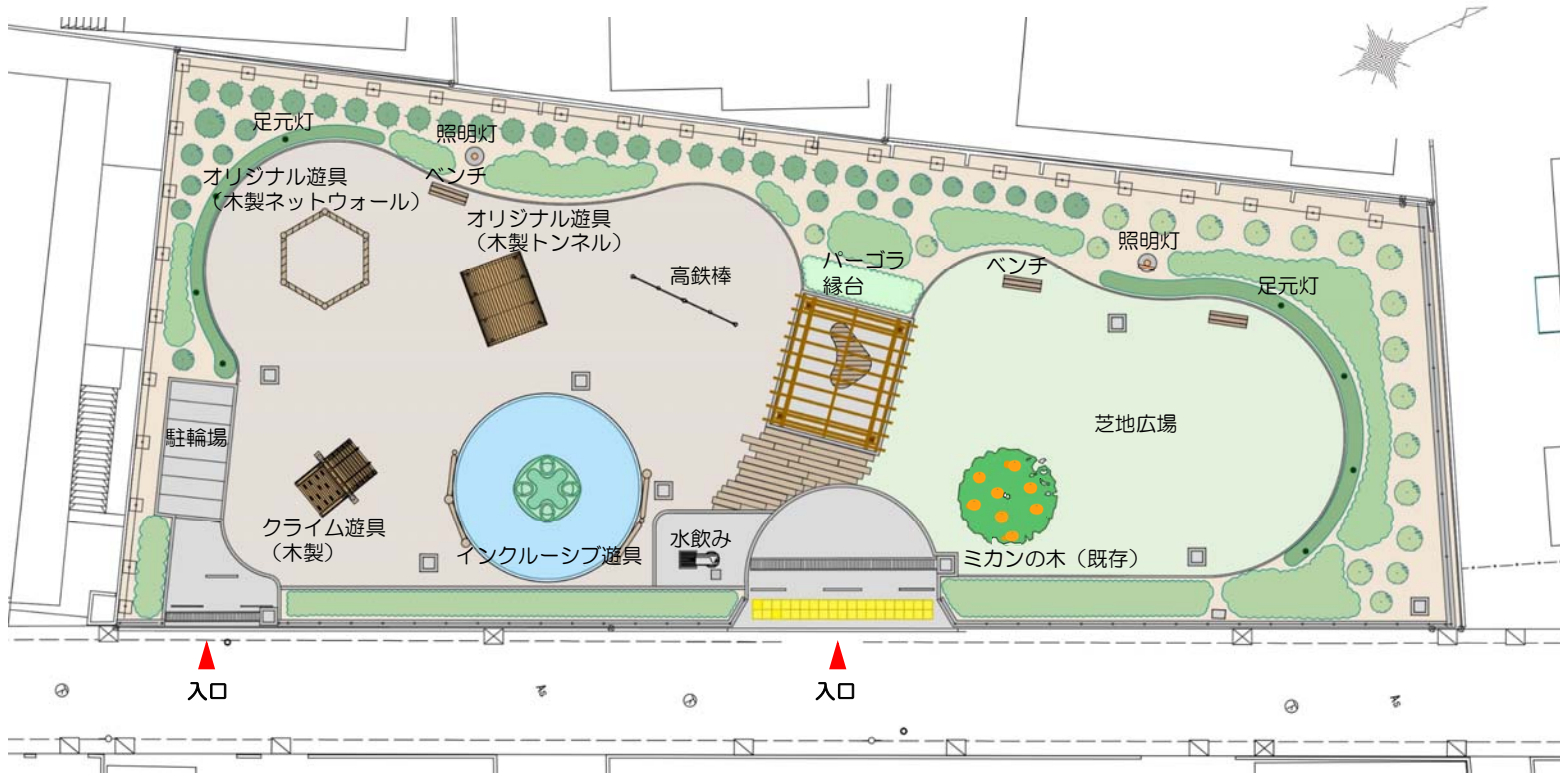 足元灯
照明灯
オリジナル遊具
（木製ネットウォール）
ベンチ
オリジナル遊具
（木製トンネル）
高鉄棒
パーゴラ
縁台
照明灯
ベンチ
足元灯
駐輪場
芝地広場
クライム遊具
（木製）
インクルーシブ遊具
水飲み
ミカンの木（既存）
入口
入口
As
As